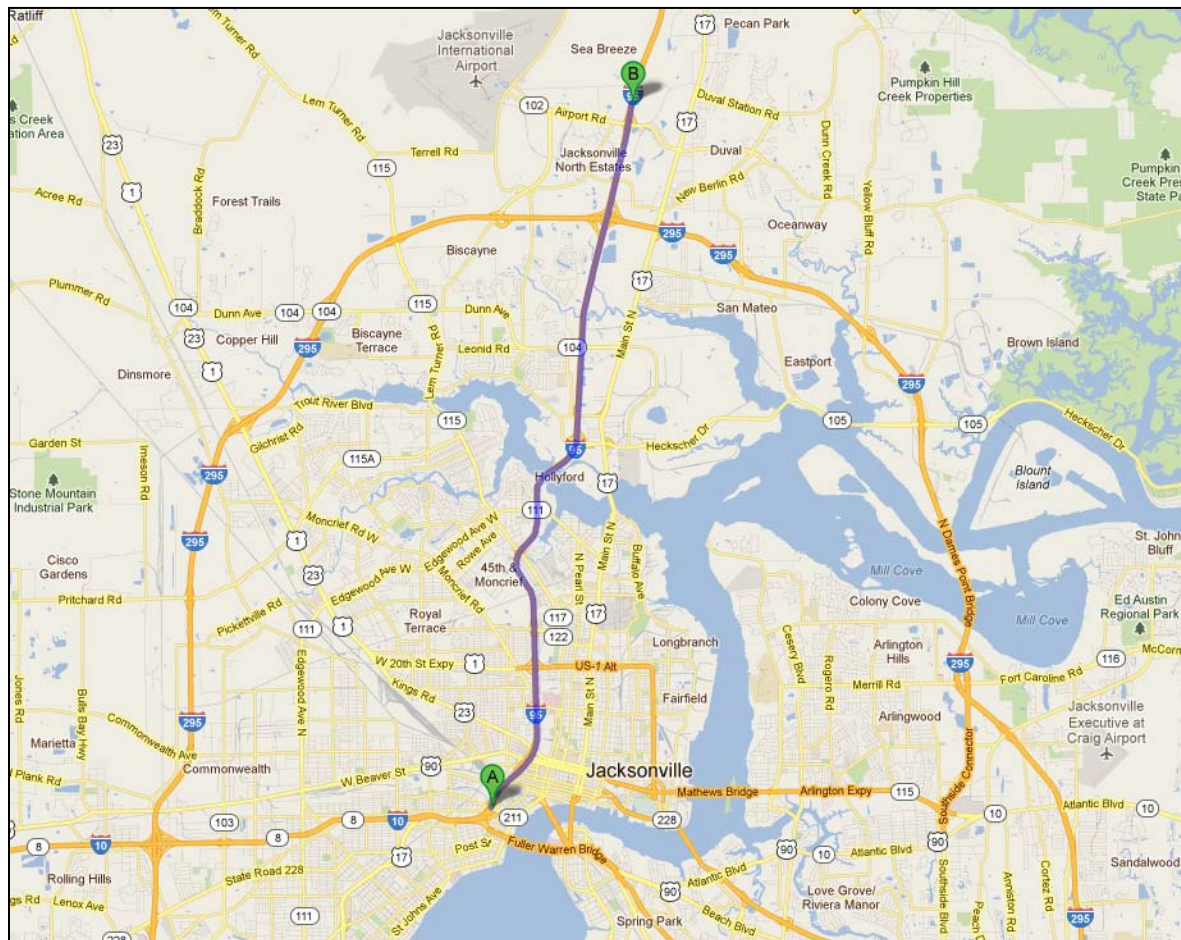 Ratliff
Lem Turner Rd
Jacksonville
International
Airport
Sea Breeze
17
Pecan Park
B
95
Pumpkin Hill
Creek Properties
s Creek
ation Area
23
102
Airport Rd
Duval Station Rd
17
Lem Turner Rd
1
115
Terrell Rd
Jacksonville
North Estates
Duval
Dunn Creek Rd
Pumpkin
Creek Pres
State Pa
Acree Rd
Braddock Rd
Forest Trails
New Berlin Rd
Yellow Bluff Rd
Biscayne
295
Oceanway
295
17
Plummer Rd
104
Dunn Ave
104
104
115
Dunn Ave
San Mateo
23
Copper Hill
Biscayne
Terrace
Lem Turner Rd
Leonid Rd
104
Main St N
Brown Island
295
1
Eastport
295
Dinsmore
Trout River Blvd
115
105
105
Heckscher Dr
Garden St
Gilchrist Rd
Heckscher Dr
Imeson Rd
115A
95
295
Hollyford
17
Blount
Island
Stone Mountain
Industrial Park
111
Moncrief Rd W
Edgewood Ave W
Rowe Ave
Main St N
N Dames Point Bridge
295
1
Buffalo Ave
St. John
Bluff
Cisco
Gardens
23
45th &
Moncrief
N Pearl St
Mill Cove
Pritchard Rd
Edgewood Ave W
Moncrief Rd
Colony Cove
Ed Austin
Regional Park
Pickettville Rd
Royal
Terrace
117
17
Mill Cove
111
1
122
Longbranch
Cesery Blvd
Rogero Rd
Arlington
Hills
116
McCorm
W 20th St Expy
1
US-1 Alt
295
Fort Caroline Rd
Jones Rd
Bulls Bay Hwy
Edgewood Ave N
Kings Rd
Main St N
Fairfield
Merrill Rd
295
23
95
Arlingwood
Jacksonville
Executive at
Craig Airport
Marietta
Commonwealth Ave
Commonwealth
90
W Beaver St
Jacksonville
Southside Connector
d Plank Rd
A
Mathews Bridge
Arlington Expy
115
Atlantic Blvd
103
8
10
211
228
10
10
8
Post St
Fuller Warren Bridge
90
10
Atlantic Blvd
90
Sandalwood
17
State Road 228
Atlantic Blvd
Rolling Hills
Lenox Ave
111
St Johns Ave
90
Beach Blvd
Love Grove/
Riviera Manor
Southside Blvd
Anniston Rd
Cortez Rd
295
228
Spring Park